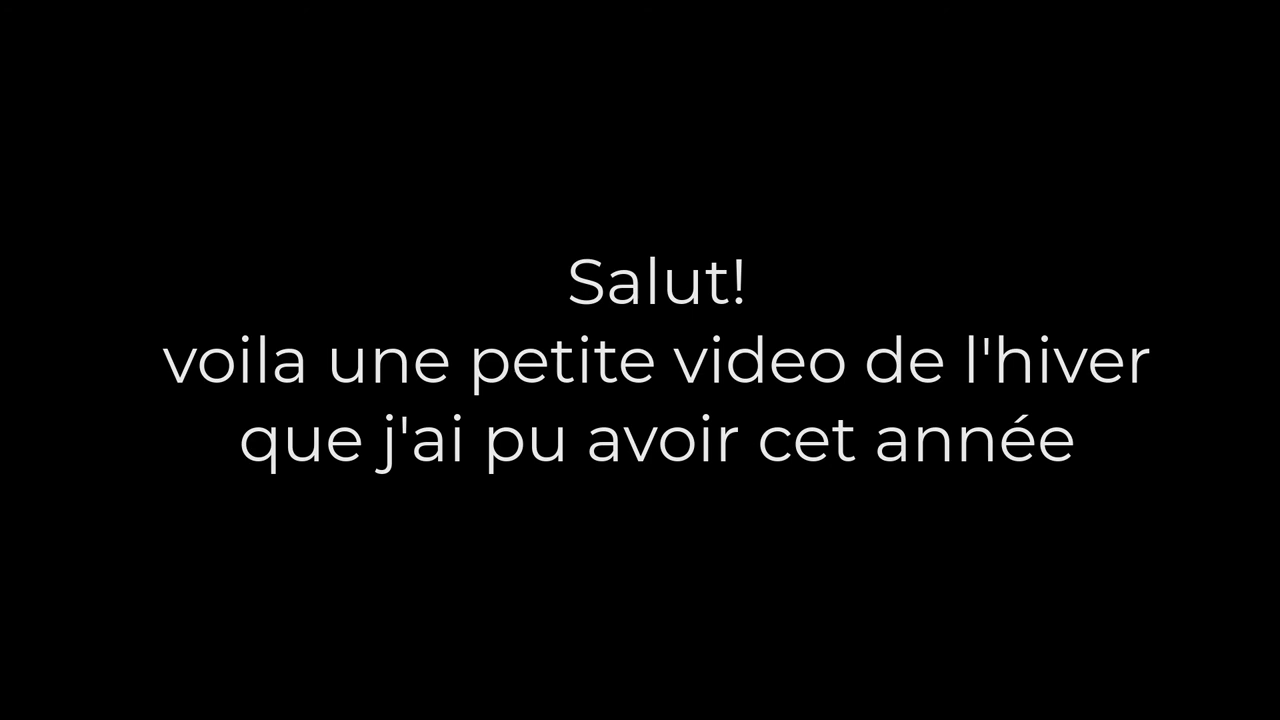 Salut!
voila une petite video de l'hiver
que j'ai pu avoir cet année